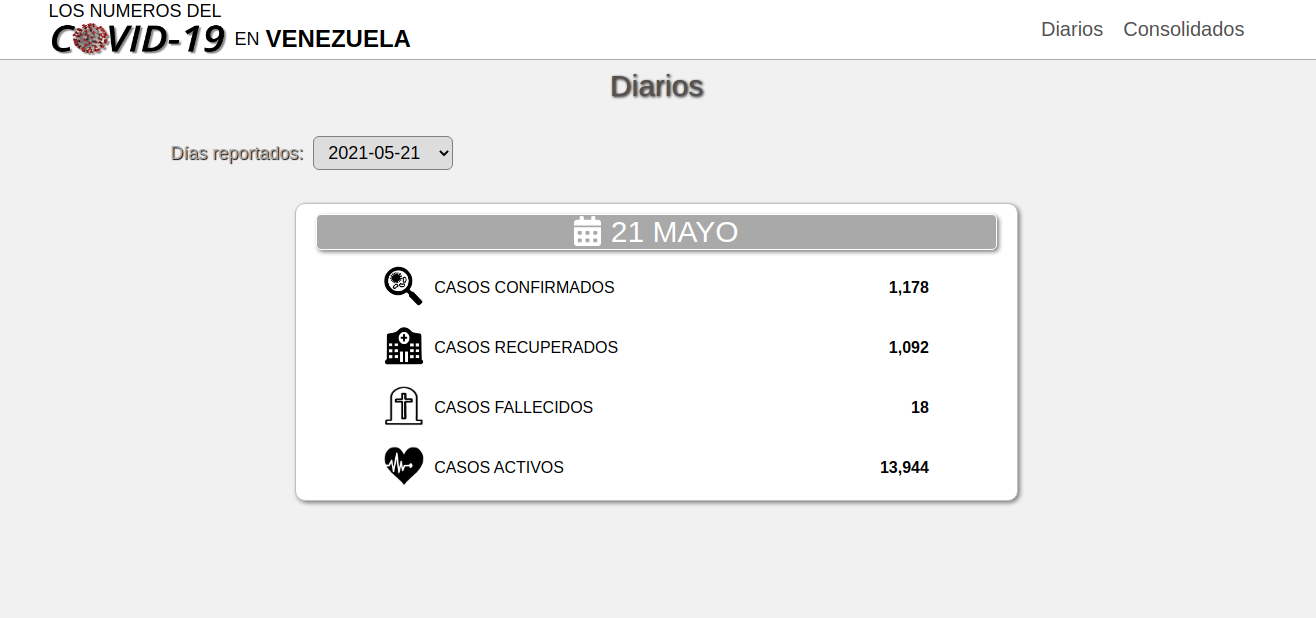 LOS NUMEROS DEL
COVID-19 EN VENEZUELA
Diarios Consolidados
Diarios
Días reportados: 2021-05-21
21 MAYO
CASOS CONFIRMADOS 1,178
CASOS RECUPERADOS 1,092
CASOS FALLECIDOS 18
CASOS ACTIVOS 13,944